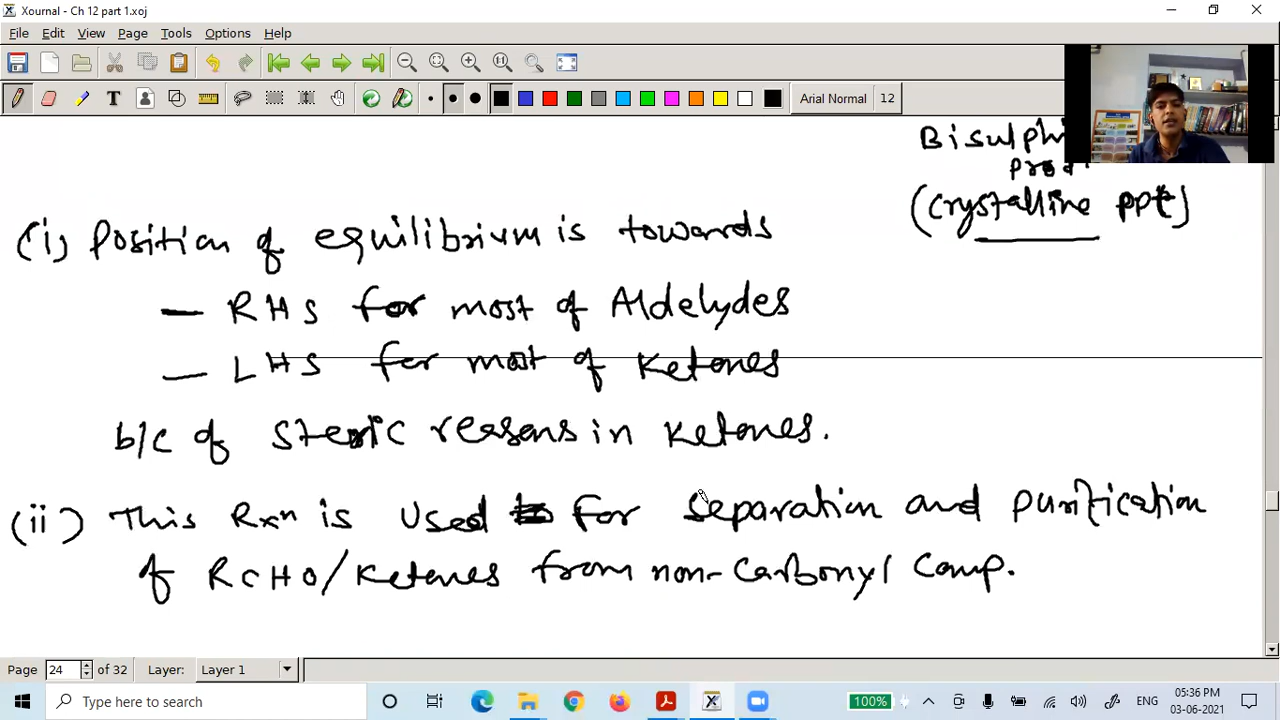 Xournal - Ch 12 part 1.xoj
File Edit View Page Tools Options Help
Arial Normal 12
(crystalline ppt)
(i) Position of equilibrium is towards
— RHS for most of Aldelydes
— LHS for most of Ketones
b/c of Steric reasons in Ketones.
(ii) This Rxn is Used for Separation and purification
of RCHO/Ketones from non-Carbonyl Comp.
Page 24 of 32 Layer: Layer 1
Type here to search
100%
ENG
05:36 PM
03-06-2021